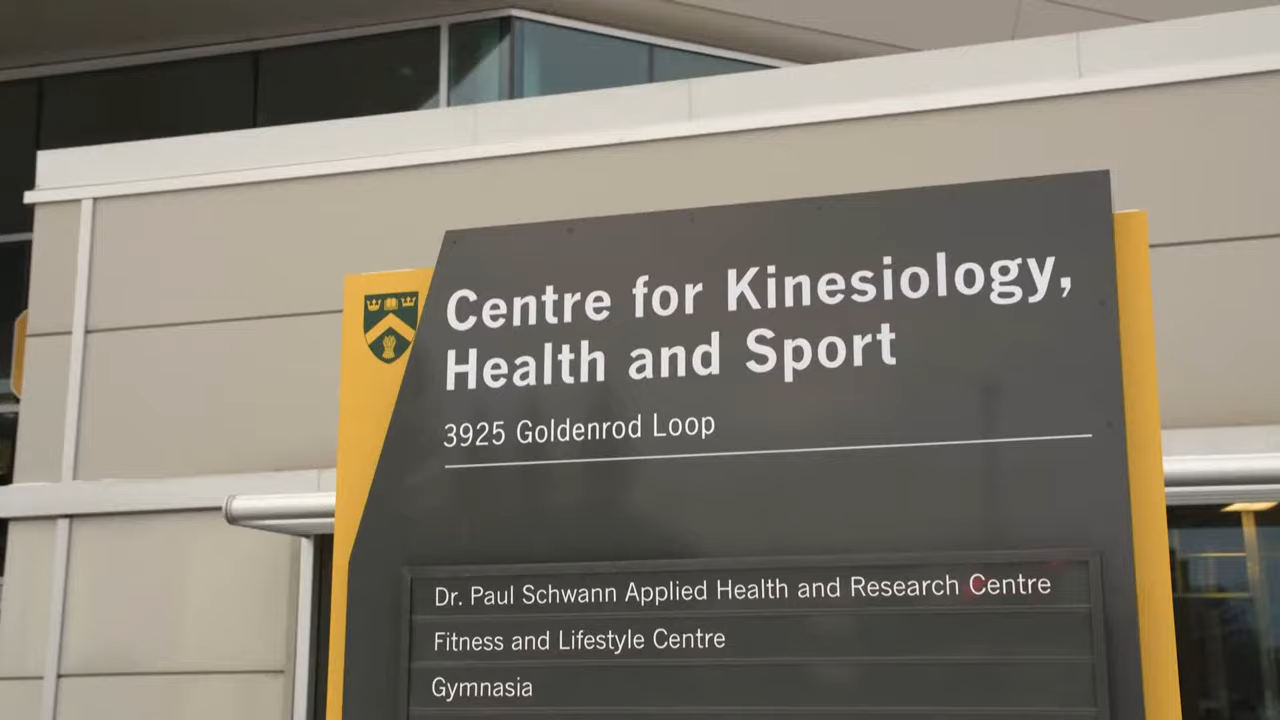 Centre for Kinesiology,
Health and Sport
3925 Goldenrod Loop
Dr. Paul Schwann Applied Health and Research Centre
Fitness and Lifestyle Centre
Gymnasia